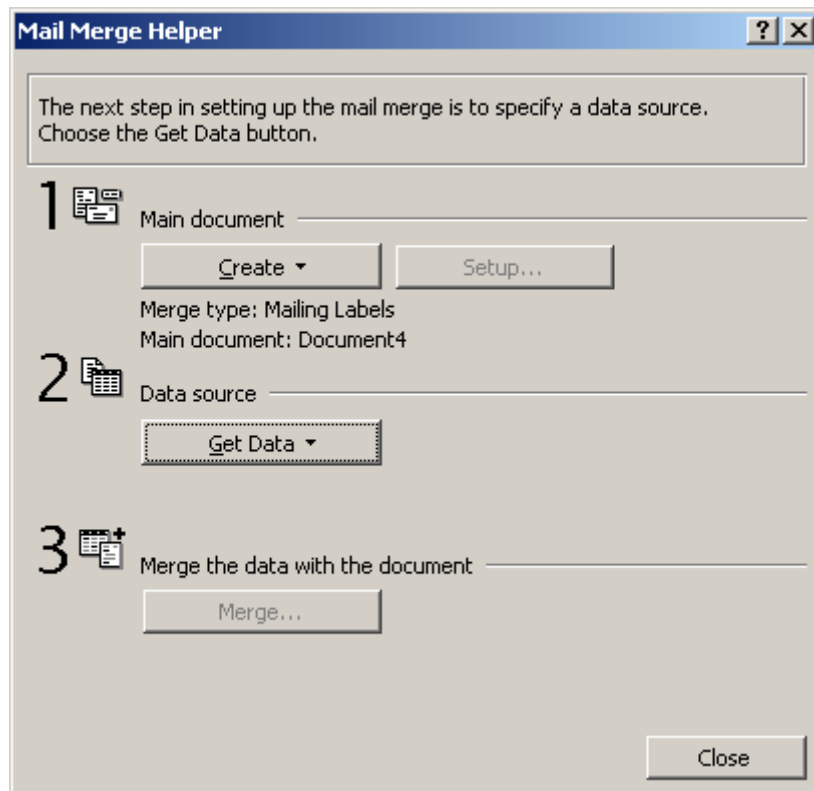 Mail Merge Helper
The next step in setting up the mail merge is to specify a data source.
Choose the Get Data button.
1
Main document
Create
Setup...
Merge type: Mailing Labels
Main document: Document4
2
Data source
Get Data
3
Merge the data with the document
Merge...
Close